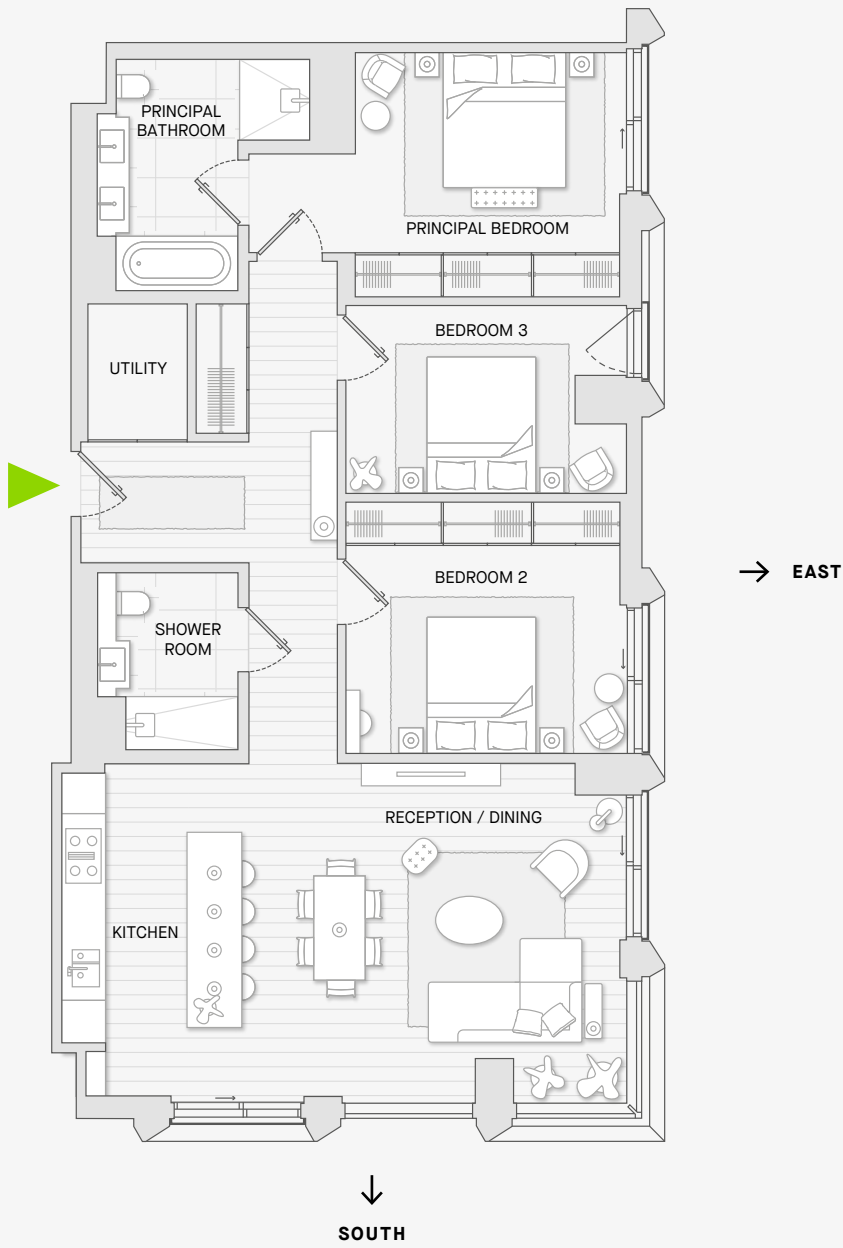 PRINCIPAL
BATHROOM
PRINCIPAL BEDROOM
BEDROOM 3
UTILITY
BEDROOM 2
EAST
SHOWER
ROOM
RECEPTION / DINING
KITCHEN
SOUTH